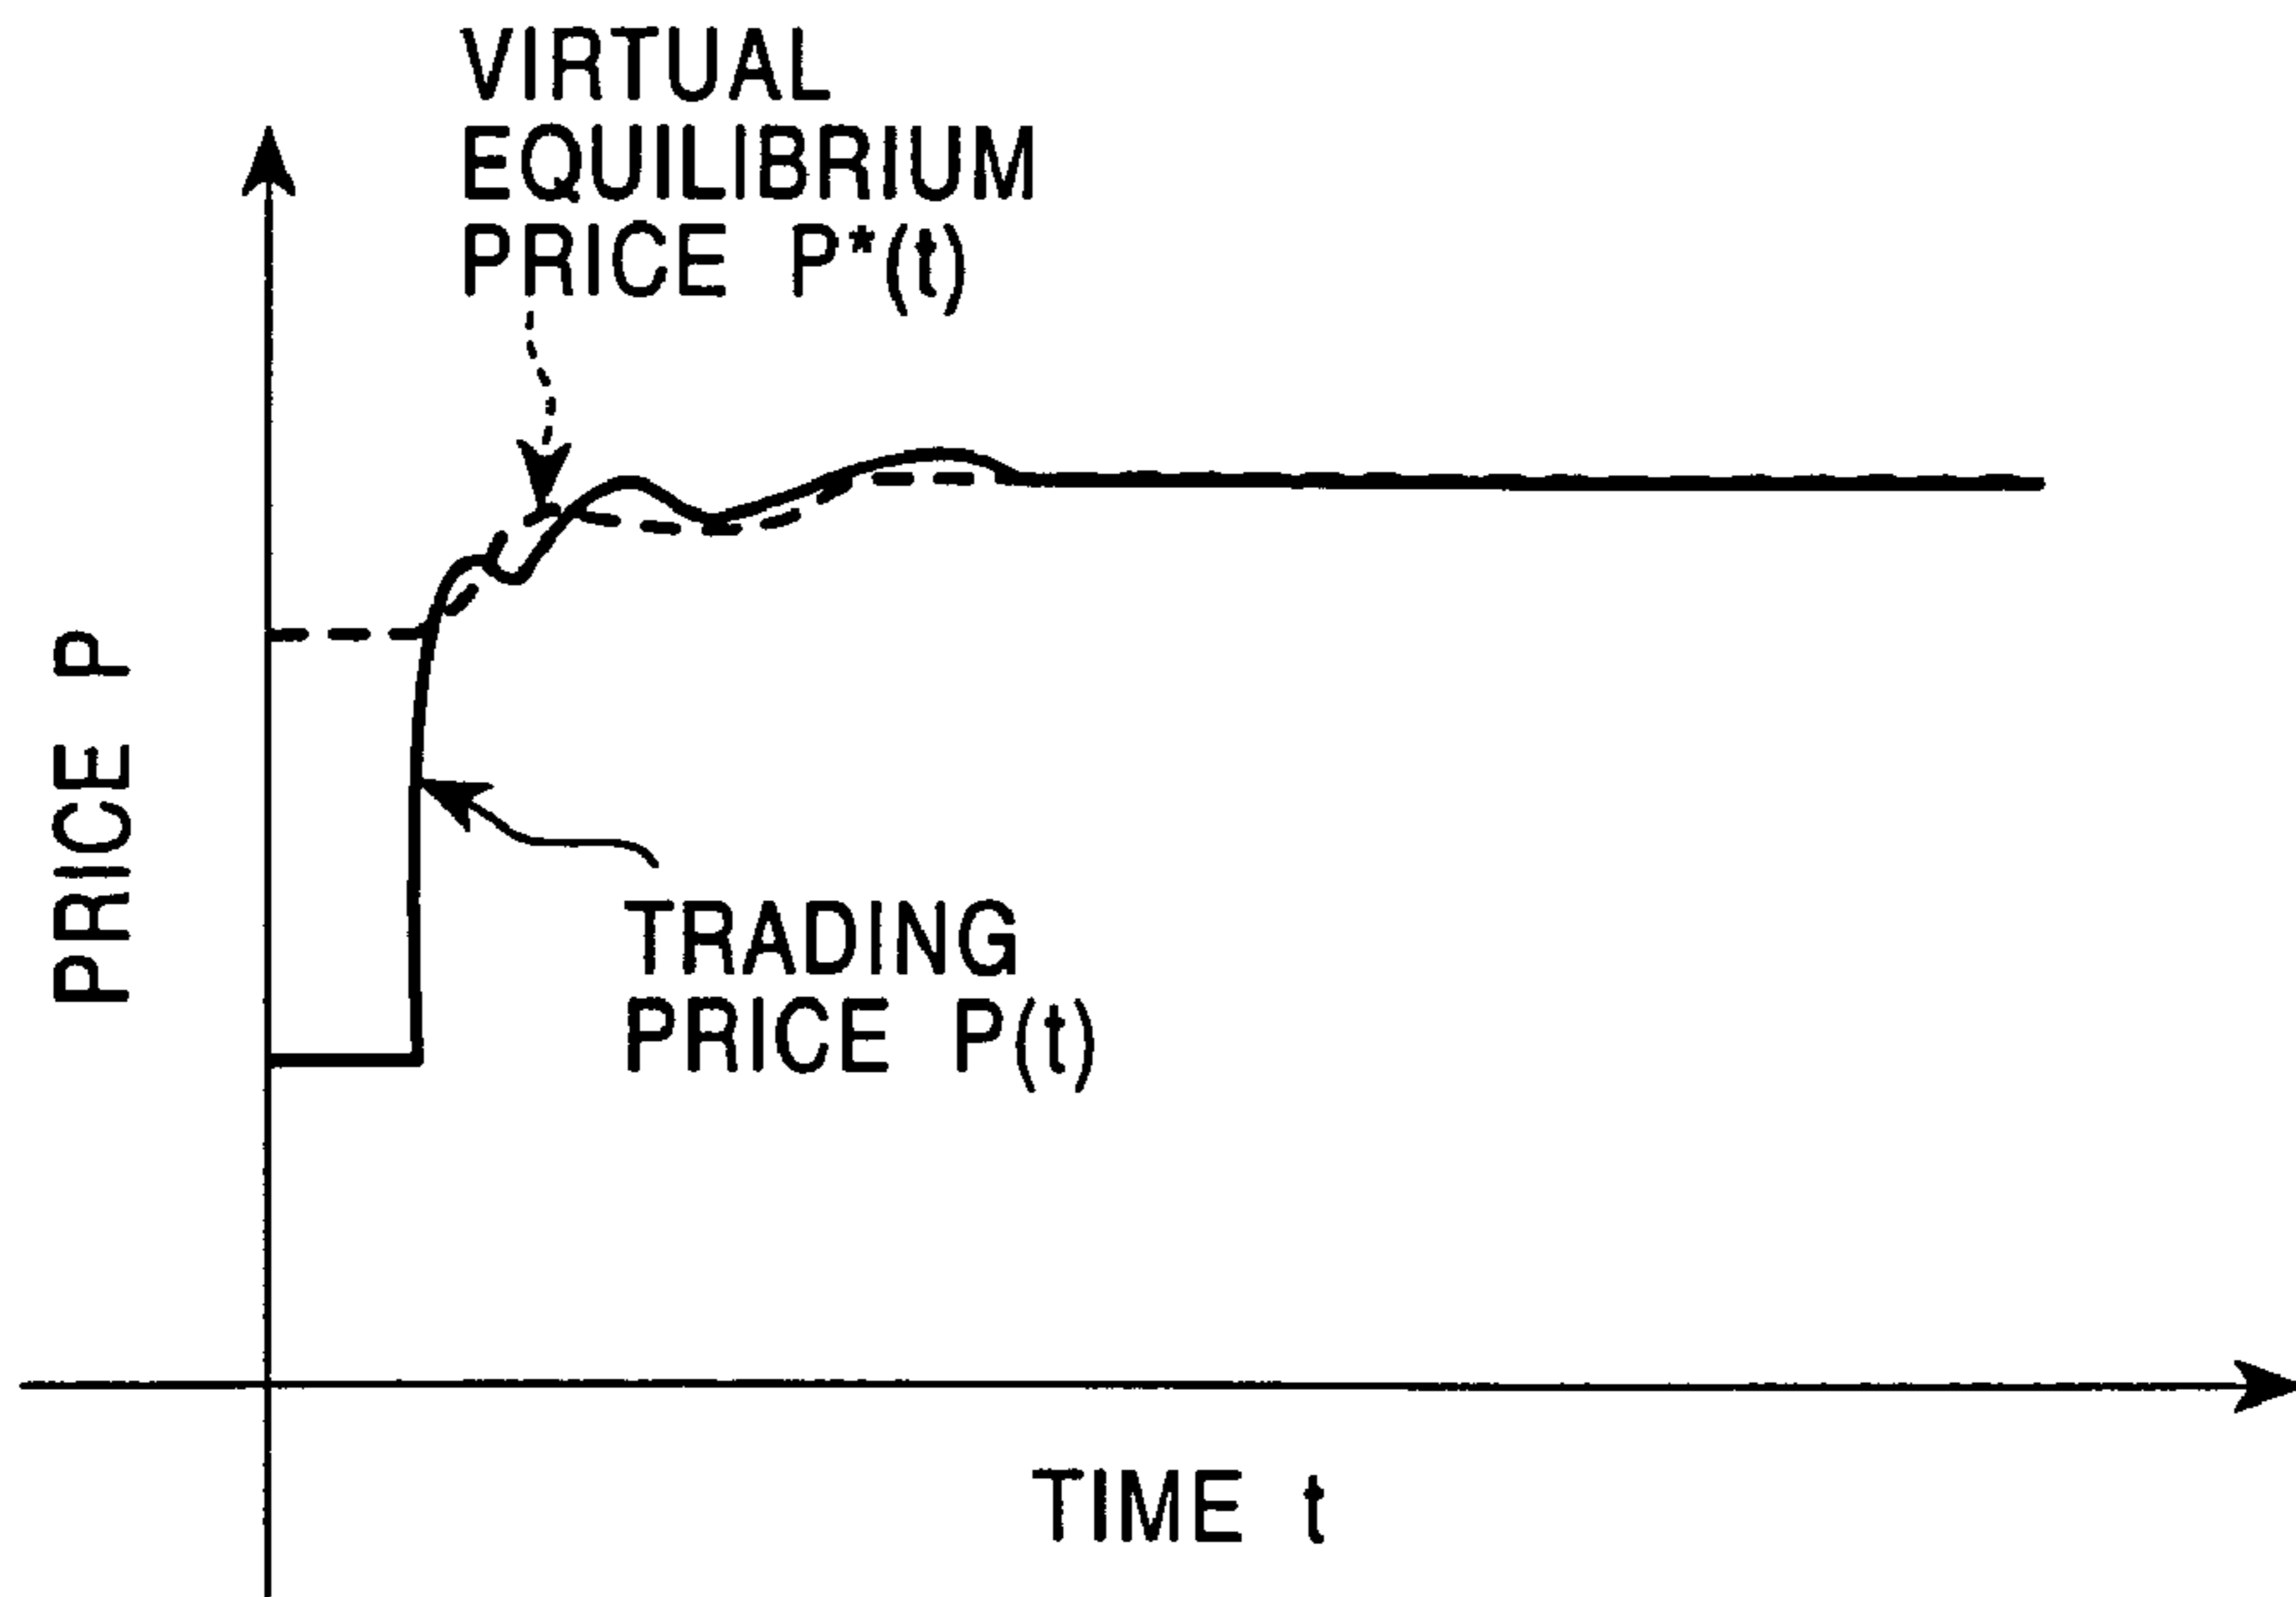 VIRTUAL
EQUILIBRIUM
PRICE P*(t)
PRICE P
TRADING
PRICE P(t)
TIME t